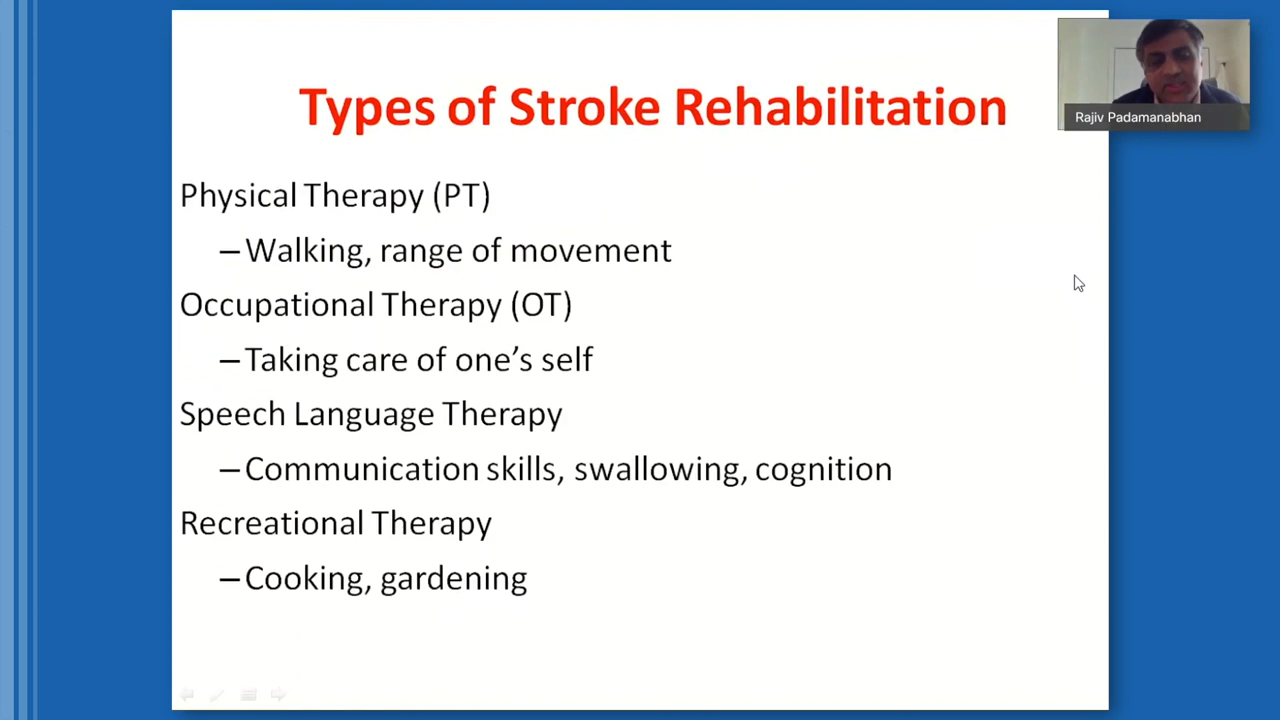 Types of Stroke Rehabilitation
Rajiv Padamanabhan
Physical Therapy (PT)
–Walking, range of movement
Occupational Therapy (OT)
–Taking care of one’s self
Speech Language Therapy
–Communication skills, swallowing, cognition
Recreational Therapy
–Cooking, gardening